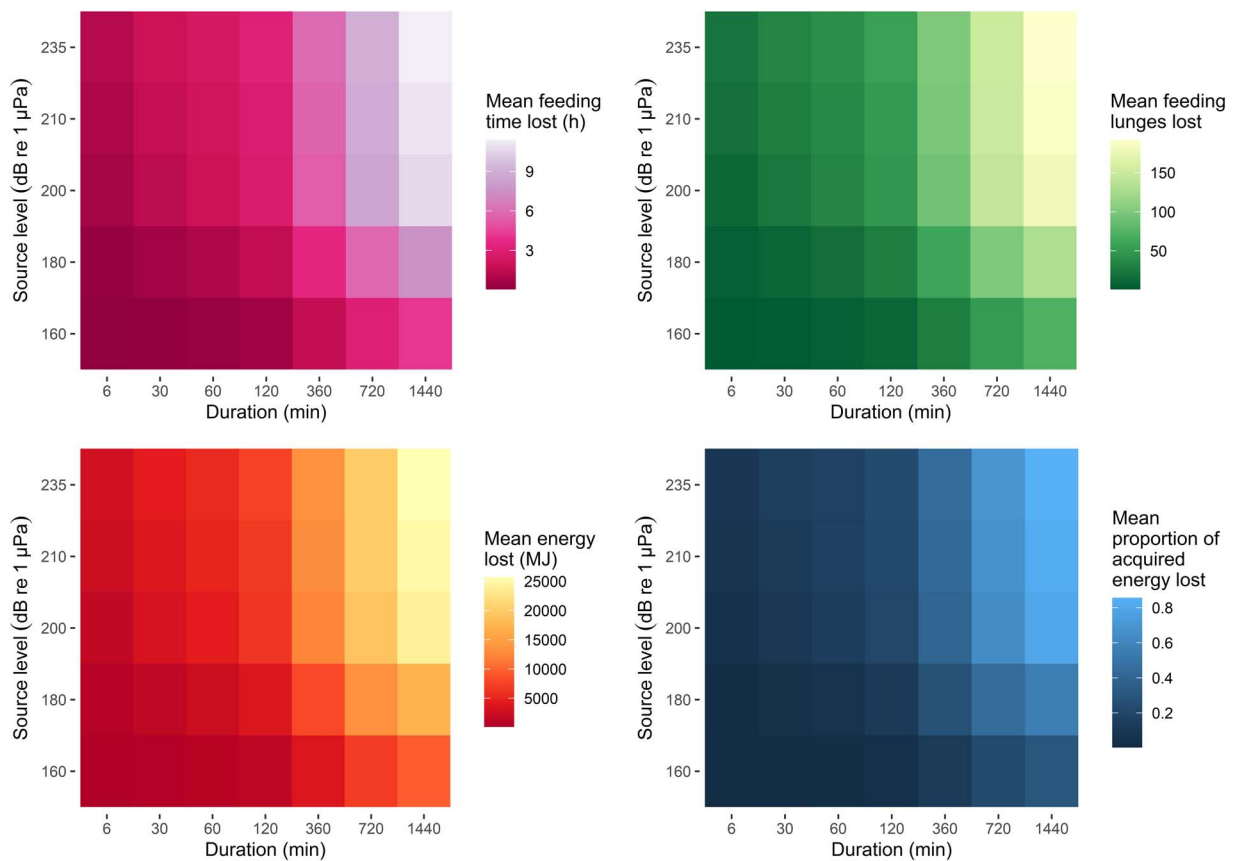 Source level (dB re 1 µPa)
235
210
200
180
160
6 30 60 120 360 720 1440
Duration (min)
Mean feeding
time lost (h)
9
6
3
Source level (dB re 1 µPa)
235
210
200
180
160
6 30 60 120 360 720 1440
Duration (min)
Mean feeding
lunges lost
150
100
50
Source level (dB re 1 µPa)
235
210
200
180
160
6 30 60 120 360 720 1440
Duration (min)
Mean energy
lost (MJ)
25000
20000
15000
10000
5000
Source level (dB re 1 µPa)
235
210
200
180
160
6 30 60 120 360 720 1440
Duration (min)
Mean
proportion of
acquired
energy lost
0.8
0.6
0.4
0.2